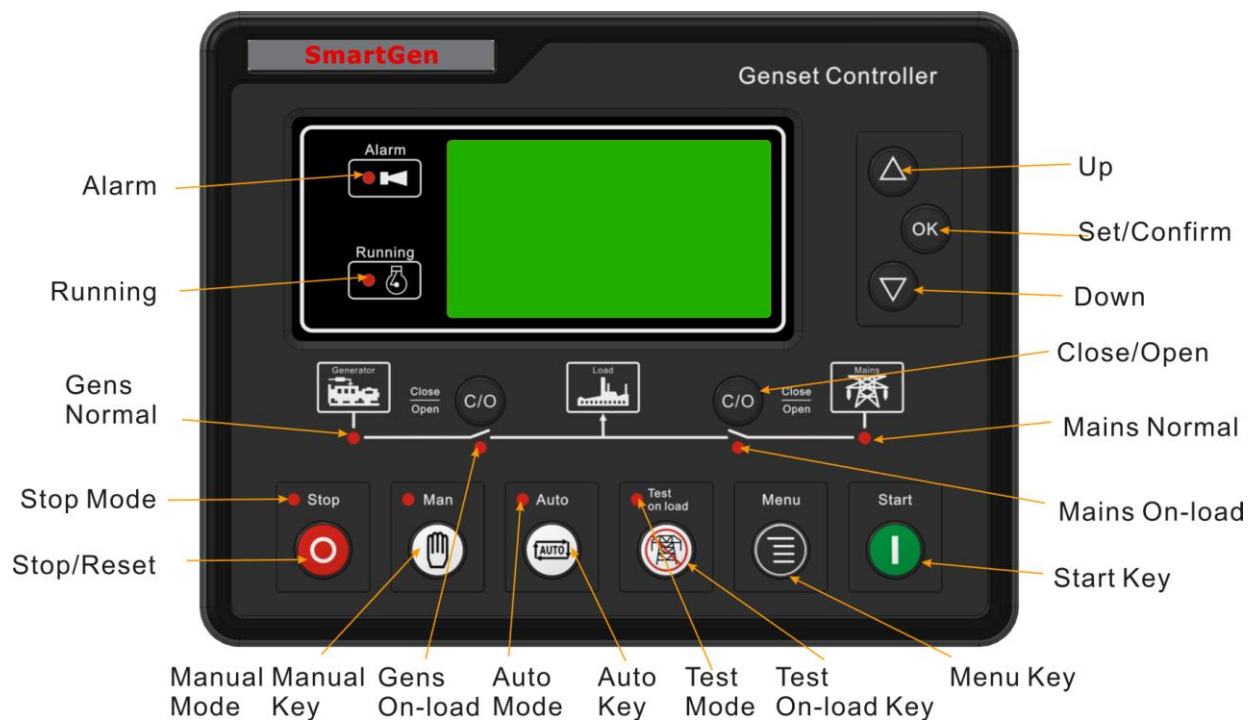 SmartGen
Genset Controller
Alarm
Alarm
Up
OK
Set/Confirm
Running
Running
Down
Close/Open
Gens
Normal
Generator
Close
Open
C/O
Load
C/O
Close
Open
Mains
Mains Normal
Stop Mode
Stop
Man
Auto
Test
on load
Menu
Start
Mains On-load
Stop/Reset
AUTO
Start Key
Manual
Mode
Manual
Key
Gens
On-load
Auto
Mode
Auto
Key
Test
Mode
Test
On-load Key
Menu Key